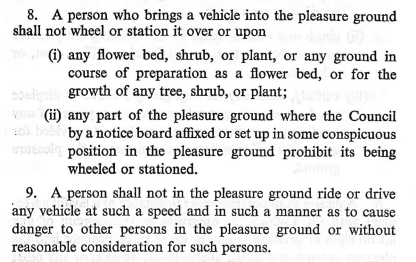 8. A person who brings a vehicle into the pleasure ground
shall not wheel or station it over or upon
(i) any flower bed, shrub, or plant, or any ground in
course of preparation as a flower bed, or for the
growth of any tree, shrub, or plant;
(ii) any part of the pleasure ground where the Council
by a notice board affixed or set up in some conspicuous
position in the pleasure ground prohibit its being
wheeled or stationed.
9. A person shall not in the pleasure ground ride or drive
any vehicle at such a speed and in such a manner as to cause
danger to other persons in the pleasure ground or without
reasonable consideration for such persons.